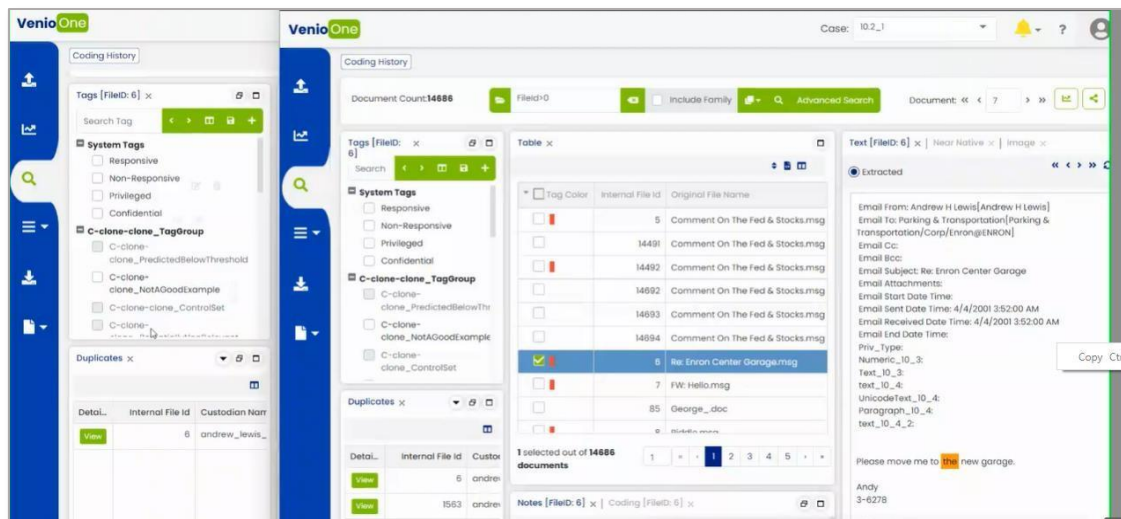 VenioOne
Coding History
Tags [FileID: 6] ×
Search Tag
System Tags
Responsive
Non-Responsive
Privileged
Confidential
C-clone-clone_TagGroup
C-clone-
clone_PredictedBelowThreshold
C-clone-
clone_NotAGoodExample
C-clone-clone_ControlSet
C-clone-
Duplicates ×
Detai... Internal File Id Custodian Nam
View 6 andrew_lewis_
VenioOne
Case: 10.2_1
Coding History
Document Count:14686
FileId>0
Include Family
Advanced Search
Document: « < 7 > »
Tags [FileID: ×
6]
Search
System Tags
Responsive
Non-Responsive
Privileged
Confidential
C-clone-clone_TagGroup
C-clone-
clone_PredictedBelowThr
C-clone-
clone_NotAGoodExample
C-clone-
clone_ControlSet
Duplicates ×
Detai... Internal File Id Custo
View 6 andre
View 1563 andre
Table ×
Tag Color Internal File Id Original File Name
5 Comment On The Fed & Stocks.msg
14491 Comment On The Fed & Stocks.msg
14492 Comment On The Fed & Stocks.msg
14692 Comment On The Fed & Stocks.msg
14693 Comment On The Fed & Stocks.msg
14694 Comment On The Fed & Stocks.msg
6 Re: Enron Center Garage.msg
7 FW: Hello.msg
85 George_.doc
1 selected out of 14686
documents
1 « ‹ 1 2 3 4 5 › »
Notes [FileID: 6] × | Coding [FileID: 6] ×
Text [FileID: 6] × | Near Native × | Image ×
Extracted
Email From: Andrew H Lewis[Andrew H Lewis]
Email To: Parking & Transportation[Parking &
Transportation/Corp/Enron@ENRON]
Email Cc:
Email Bcc:
Email Subject: Re: Enron Center Garage
Email Attachments:
Email Start Date Time:
Email Sent Date Time: 4/4/2001 3:52:00 AM
Email Received Date Time: 4/4/2001 3:52:00 AM
Email End Date Time:
Priv_Type:
Numeric_10_3:
Text_10_3:
text_10_4:
UnicodeText_10_4:
Paragraph_10_4:
text_10_4_2:
Please move me to the new garage.
Andy
3-6278
Copy Ct